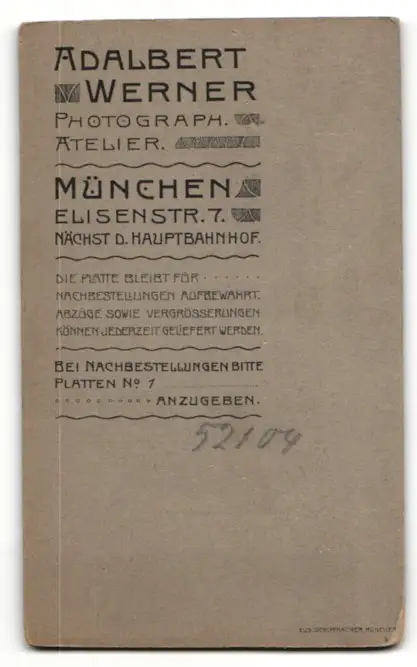 ADALBERT
WERNER
PHOTOGRAPH.
ATELIER.
MÜNCHEN
ELISENSTR. 7.
NÄCHST D. HAUPTBAHNHOF.
DIE PLATTE BLEIBT FÜR
NACHBESTELLUNGEN AUFBEWAHRT.
ABZÜGE SOWIE VERGRÖSSERUNGEN
KÖNNEN JEDERZEIT GELIEFERT WERDEN.
BEI NACHBESTELLUNGEN BITTE
PLATTEN No 1
ANZUGEBEN.
52104